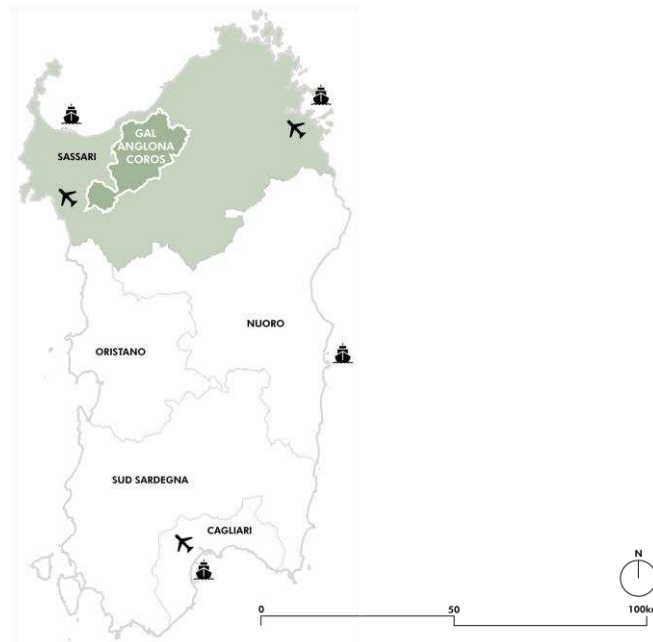 GAL
ANGLONA
COROS
SASSARI
NUORO
ORISTANO
SUD SARDEGNA
CAGLIARI
N
0
50
100km